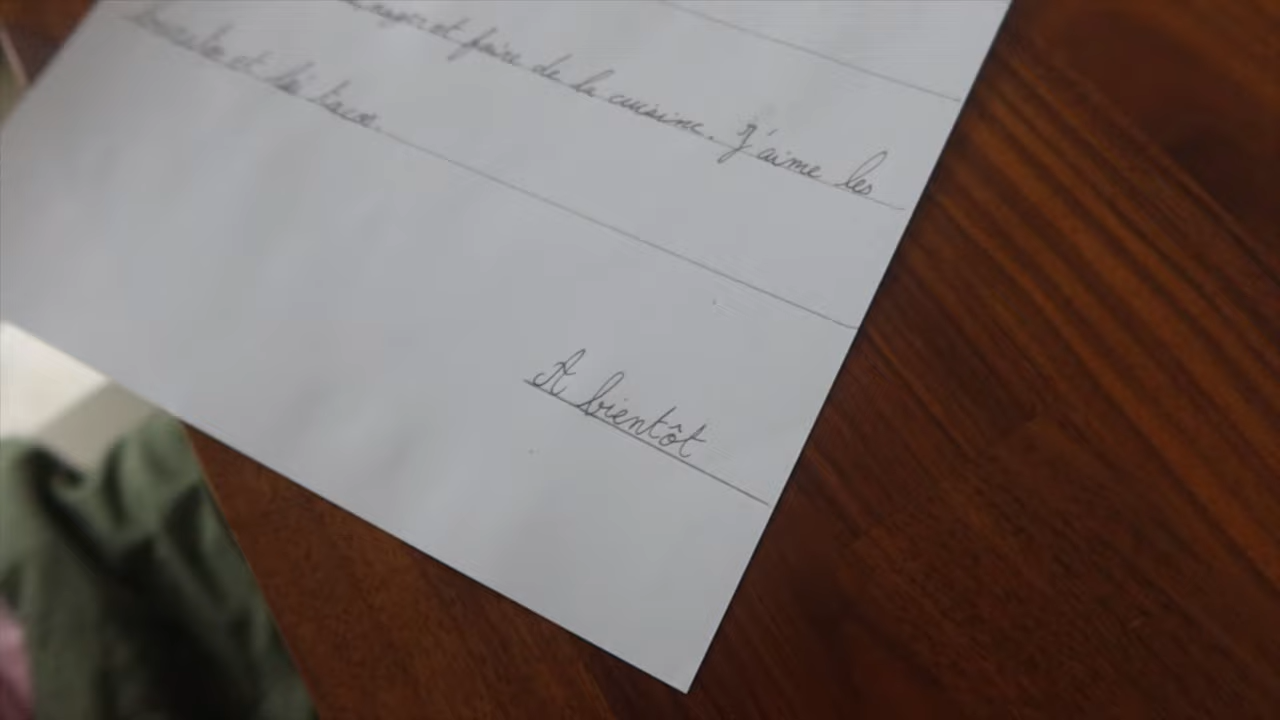 et faire de la cuisine. J'aime les
et les tacos.
A bientôt